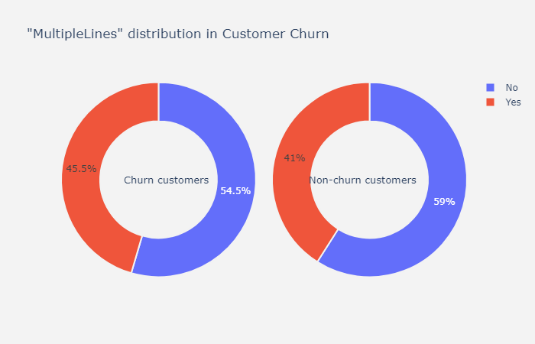 "MultipleLines" distribution in Customer Churn
No
Yes
45.5%
Churn customers
54.5%
41%
Non-churn customers
59%